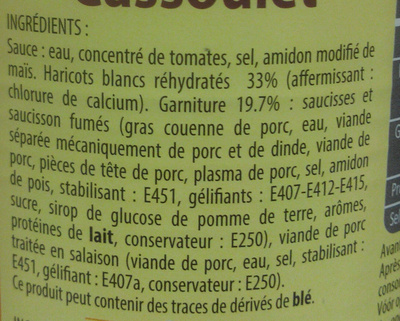 Cassoulet
INGRÉDIENTS :
Sauce : eau, concentré de tomates, sel, amidon modifié de
maïs. Haricots blancs réhydratés 33% (affermissant :
chlorure de calcium). Garniture 19.7% : saucisses et
saucisson fumés (gras couenne de porc, eau, viande
séparée mécaniquement de porc et de dinde, viande de
porc, pièces de tête de porc, plasma de porc, sel, amidon
de pois, stabilisant : E451, gélifiants : E407-E412-E415,
sucre, sirop de glucose de pomme de terre, arômes,
protéines de lait, conservateur : E250), viande de porc
traitée en salaison (viande de porc, eau, sel, stabilisant :
E451, gélifiant : E407a, conservateur : E250).
Ce produit peut contenir des traces de dérivés de blé.